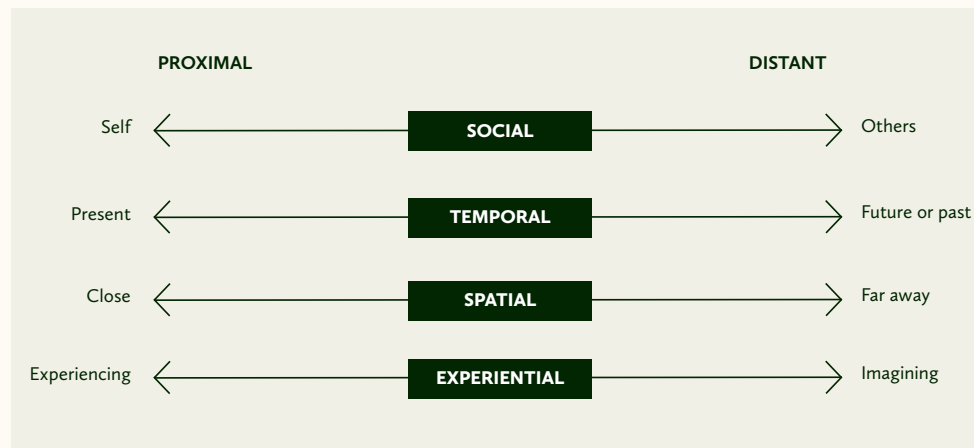 PROXIMAL DISTANT
Self SOCIAL Others
Present TEMPORAL Future or past
Close SPATIAL Far away
Experiencing EXPERIENTIAL Imagining